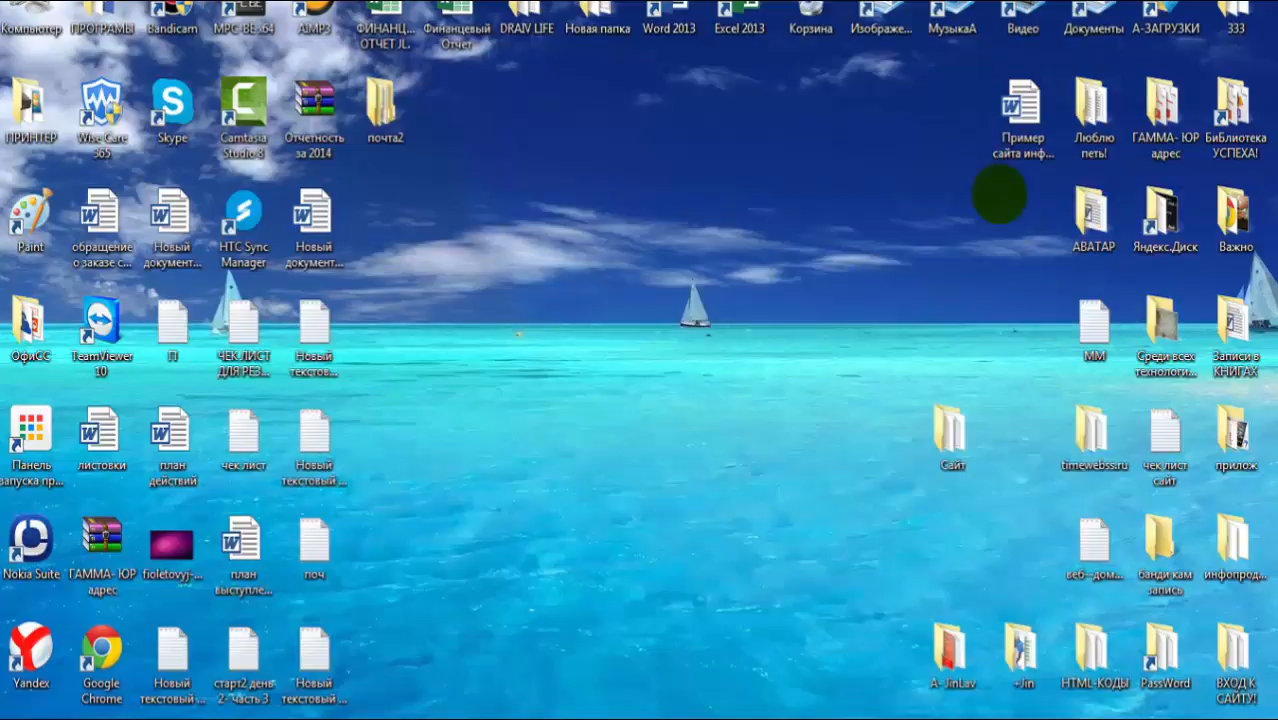 Компьютер
ПРОГРАМЫ
Bandicam
MPC-BE x64
AIMP3
ФИНАНЦ...
ОТЧЕТ JL.
Финанцевый
Отчет
DRAIV LIFE
Новая папка
Word 2013
Excel 2013
Корзина
Изображе...
МузыкаА
Видео
Документы
А-ЗАГРУЗКИ
333
ПРИНТЕР
Wise Care
365
Skype
Camtasia
Studio 8
Отчетность
за 2014
почта2
Пример
сайта инф...
Люблю
петь!
ГАММА- ЮР
адрес
БиБлиотека
УСПЕХА!
Paint
обращение
о заказе с...
Новый
документ...
HTC Sync
Manager
Новый
документ...
АВАТАР
Яндекс.Диск
Важно
ОфиСС
TeamViewer
10
П
ЧЕК ЛИСТ
ДЛЯ РЕЗ...
Новый
текстов...
ММ
Среди всех
технологи...
Записи в
КНИГАХ
Панель
запуска пр...
листовки
план
действий
чек лист
Новый
текстовый ...
Сайт
timewebss.ru
чек лист
сайт
прилож
Nokia Suite
ГАММА- ЮР
адрес
fioletovyj-...
план
выступле...
поч
веб--дом...
банди кам
запись
инфопрод...
Yandex
Google
Chrome
Новый
текстовый ...
старт2 день
2- Часть 3
Новый
текстовый ...
A- JinLav
+Jin
HTML-КОДЫ
PassWord
ВХОД К
САЙТУ!